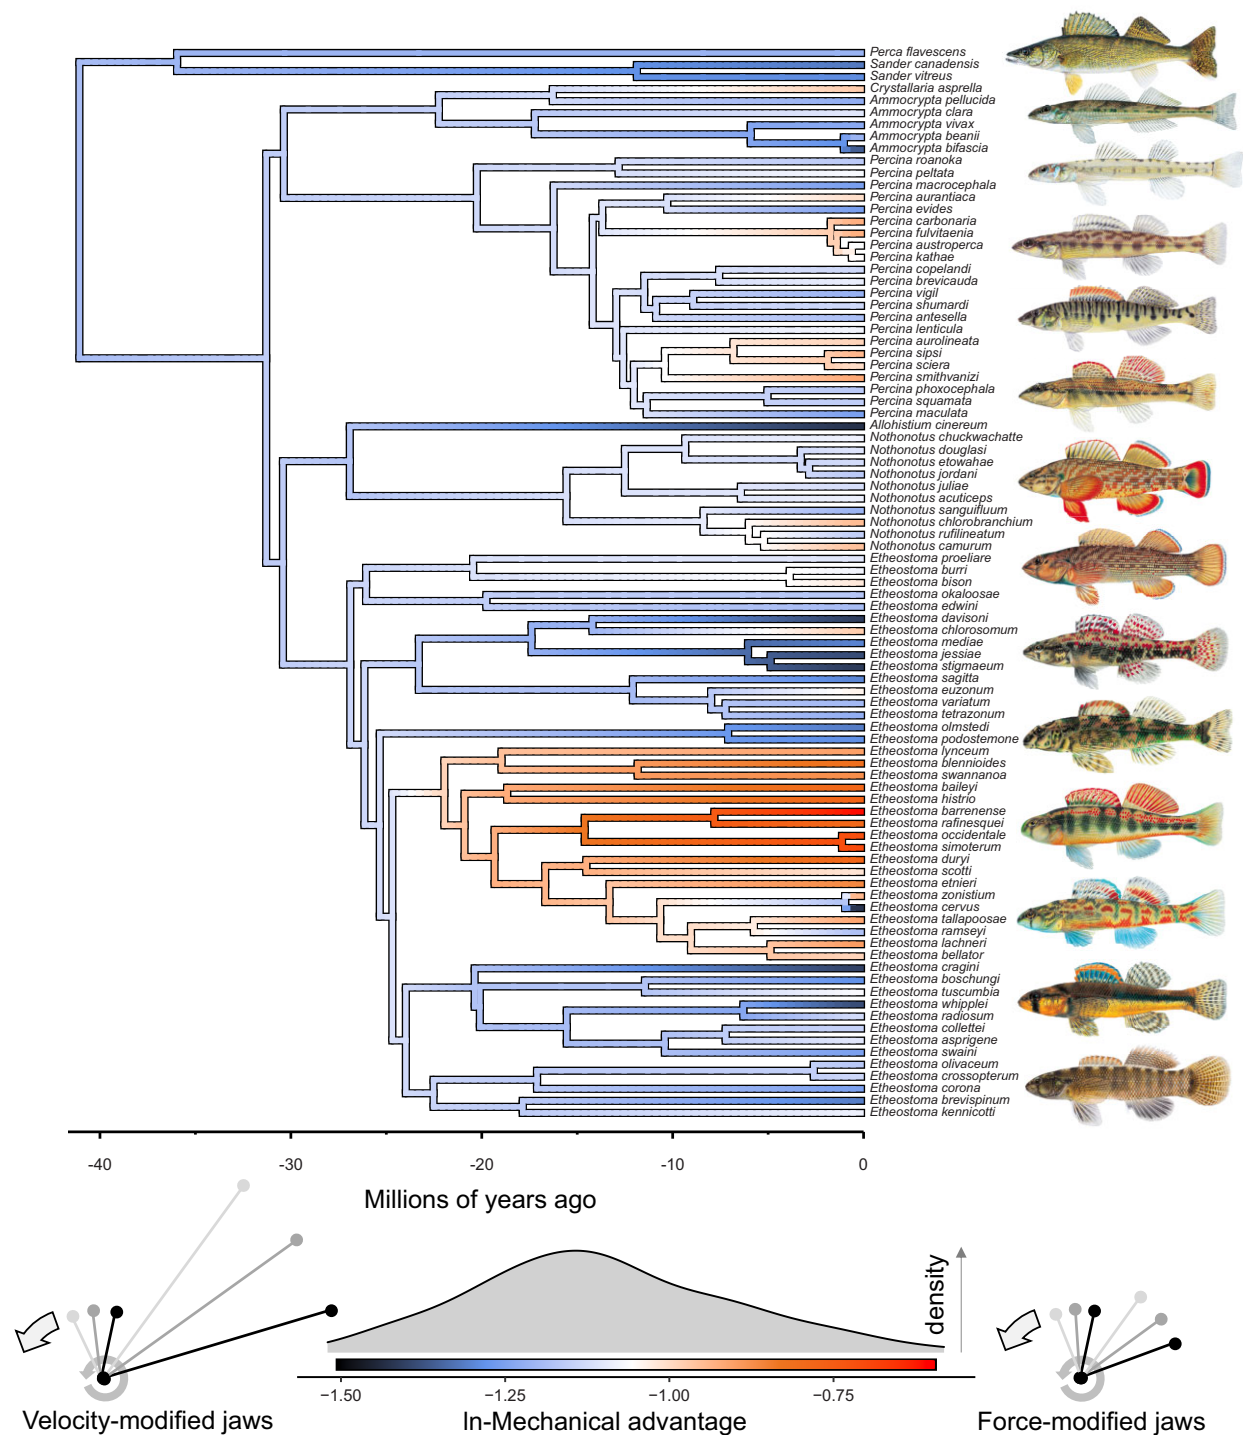 Perca flavescens
Sander canadensis
Sander vitreus
Crystallaria asprella
Ammocrypta pellucida
Ammocrypta clara
Ammocrypta vivax
Ammocrypta beanii
Ammocrypta bifascia
Percina roanoka
Percina peltata
Percina macrocephala
Percina aurantiaca
Percina evides
Percina carbonaria
Percina fulvitaenia
Percina austroperca
Percina kathae
Percina copelandi
Percina brevicauda
Percina vigil
Percina shumardi
Percina antesella
Percina lenticula
Percina aurolineata
Percina sipsi
Percina sciera
Percina smithvanizi
Percina phoxocephala
Percina squamata
Percina maculata
Allohistium cinereum
Nothonotus chuckwachatte
Nothonotus douglasi
Nothonotus etowahae
Nothonotus jordani
Nothonotus juliae
Nothonotus acuticeps
Nothonotus sanguifluum
Nothonotus chlorobranchium
Nothonotus rufilineatum
Nothonotus camurum
Etheostoma proeliare
Etheostoma burri
Etheostoma bison
Etheostoma okaloosae
Etheostoma edwini
Etheostoma davisoni
Etheostoma chlorosomum
Etheostoma mediae
Etheostoma jessiae
Etheostoma stigmaeum
Etheostoma sagitta
Etheostoma euzonum
Etheostoma variatum
Etheostoma tetrazonum
Etheostoma olmstedi
Etheostoma podostemone
Etheostoma lynceum
Etheostoma blennioides
Etheostoma swannanoa
Etheostoma baileyi
Etheostoma histrio
Etheostoma barrenense
Etheostoma rafinesquei
Etheostoma occidentale
Etheostoma simoterum
Etheostoma duryi
Etheostoma scotti
Etheostoma etnieri
Etheostoma zonistium
Etheostoma cervus
Etheostoma tallapoosae
Etheostoma ramseyi
Etheostoma lachneri
Etheostoma bellator
Etheostoma cragini
Etheostoma boschungi
Etheostoma tuscumbia
Etheostoma whipplei
Etheostoma radiosum
Etheostoma collettei
Etheostoma asprigene
Etheostoma swaini
Etheostoma olivaceum
Etheostoma crossopterum
Etheostoma corona
Etheostoma brevispinum
Etheostoma kennicotti
-40 -30 -20 -10 0
Millions of years ago
density
−1.50 −1.25 −1.00 −0.75
Velocity-modified jaws
ln-Mechanical advantage
Force-modified jaws